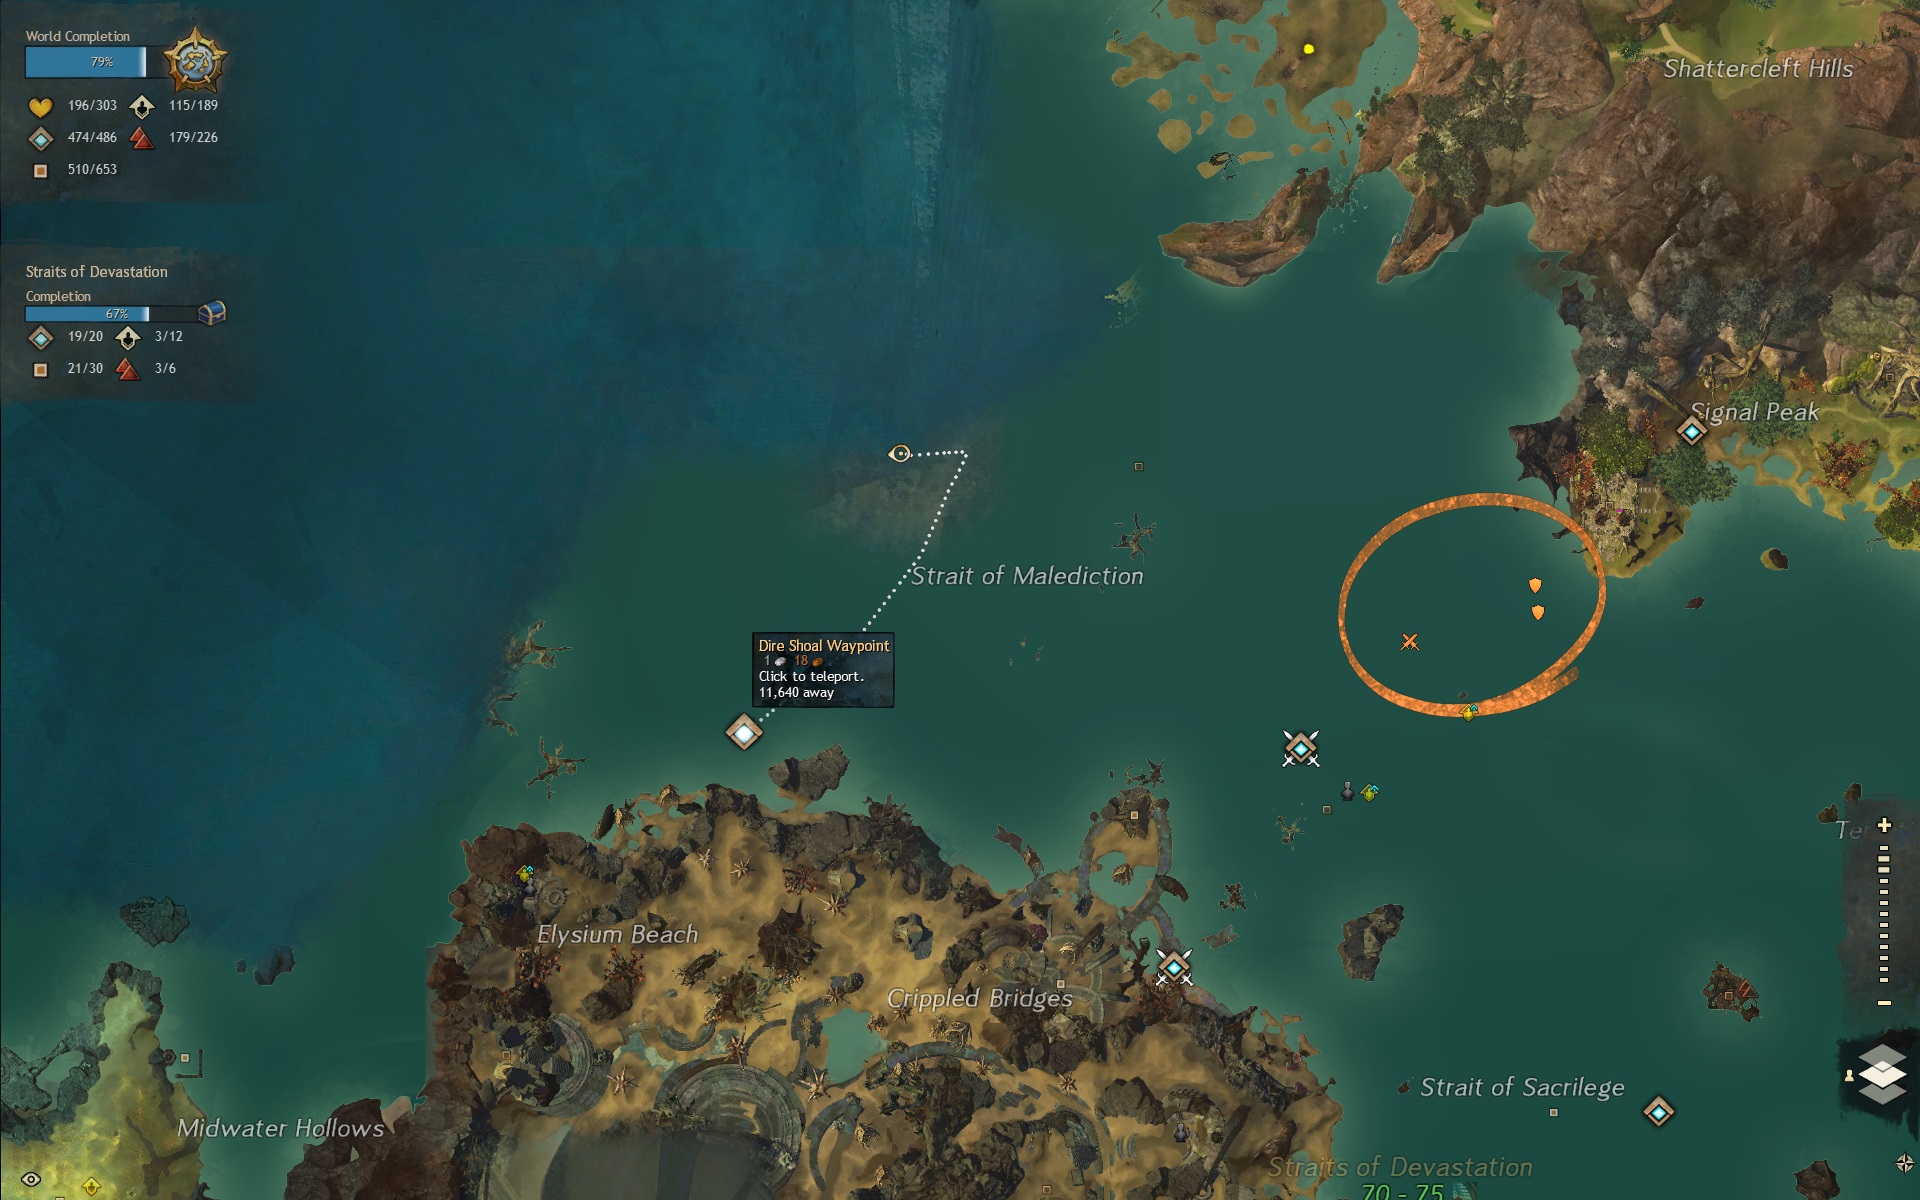 World Completion
79%
196/303 115/189
474/486 179/226
510/653
Straits of Devastation
Completion
67%
19/20 3/12
21/30 3/6
Shattercleft Hills
Signal Peak
Strait of Malediction
Dire Shoal Waypoint
1 18
Click to teleport.
11,640 away
Elysium Beach
Crippled Bridges
Midwater Hollows
Strait of Sacrilege
Straits of Devastation
70 - 75